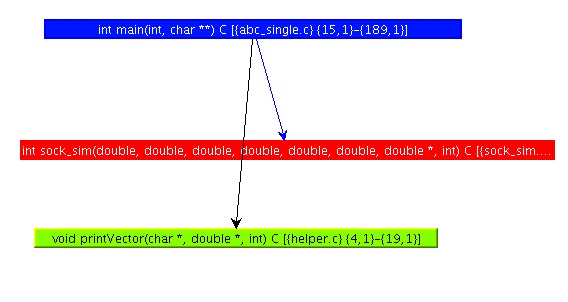 int main(int, char **) C [{abc_single.c} {15,1}-{189,1}]
int sock_sim(double, double, double, double, double, double, double *, int) C [{sock_sim....
void printVector(char *, double *, int) C [{helper.c} {4,1}-{19,1}]